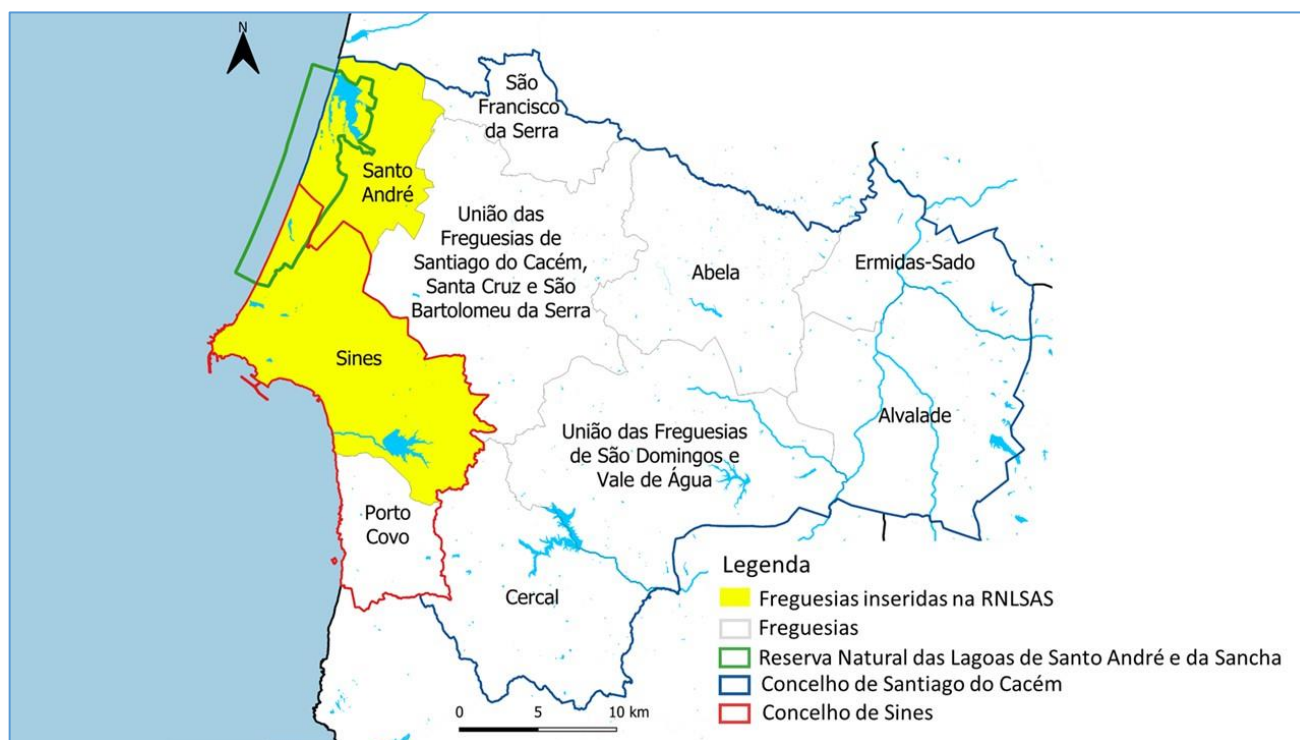 N
São
Francisco
da Serra
Santo
André
União das
Freguesias de
Santiago do Cacém,
Santa Cruz e São
Bartolomeu da Serra
Abela
Ermidas-Sado
Sines
Alvalade
União das Freguesias
de São Domingos e
Vale de Água
Porto
Covo
Cercal
Legenda
Freguesias inseridas na RNLSAS
Freguesias
Reserva Natural das Lagoas de Santo André e da Sancha
Concelho de Santiago do Cacém
Concelho de Sines
0 5 10 km